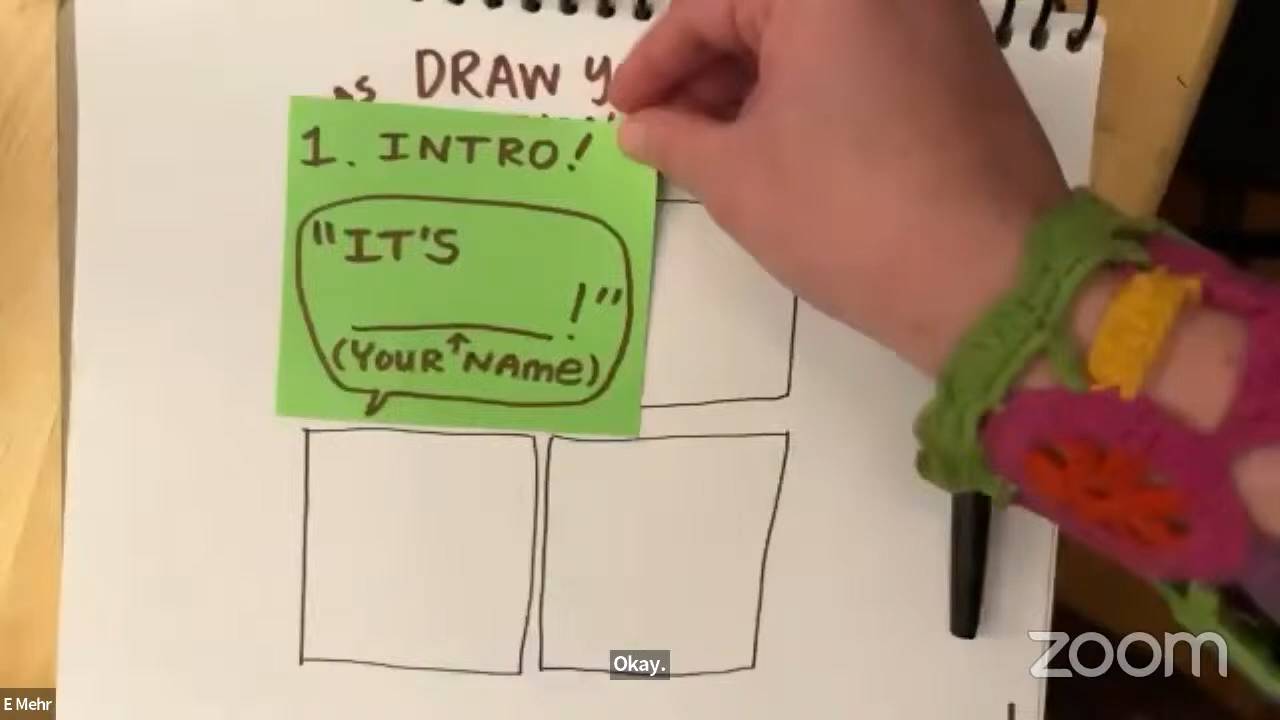 DRAW
1. INTRO!
"IT'S
!"
(YOUR NAME)
Okay.
zoom
E Mehr